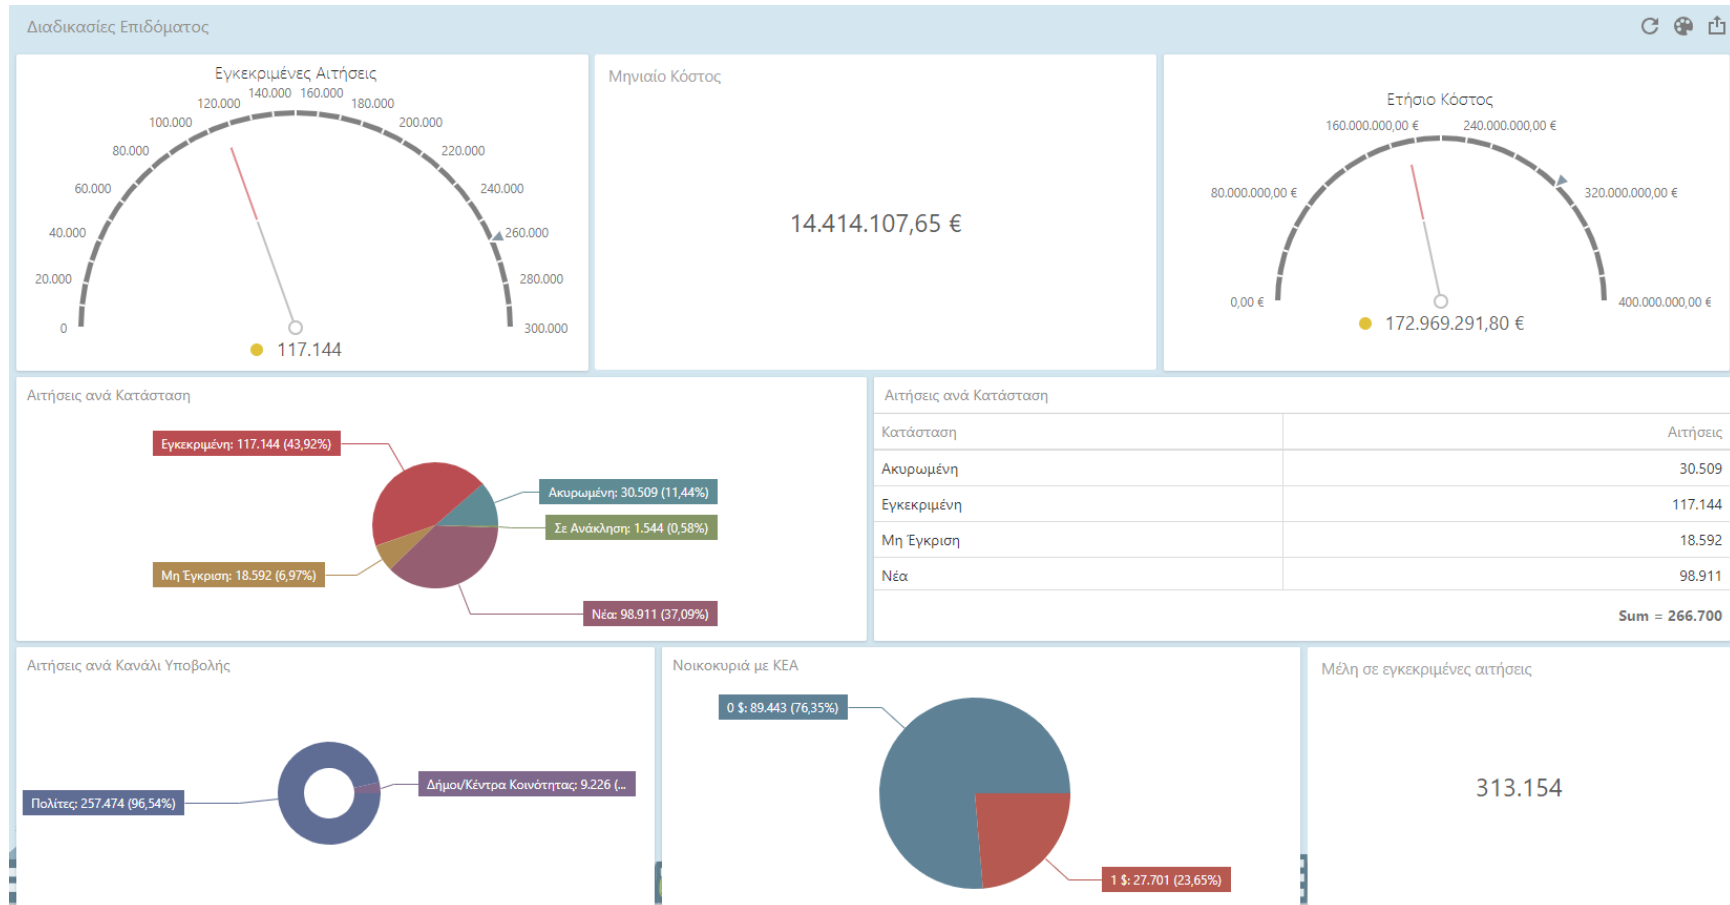 Διαδικασίες Επιδόματος
Εγκεκριμένες Αιτήσεις
0
20.000
40.000
60.000
80.000
100.000
120.000
140.000
160.000
180.000
200.000
220.000
240.000
260.000
280.000
300.000
117.144
Μηνιαίο Κόστος
14.414.107,65 €
Ετήσιο Κόστος
0,00 €
80.000.000,00 €
160.000.000,00 €
240.000.000,00 €
320.000.000,00 €
400.000.000,00 €
172.969.291,80 €
Αιτήσεις ανά Κατάσταση
Εγκεκριμένη: 117.144 (43,92%)
Ακυρωμένη: 30.509 (11,44%)
Σε Ανάκληση: 1.544 (0,58%)
Μη Έγκριση: 18.592 (6,97%)
Νέα: 98.911 (37,09%)
Αιτήσεις ανά Κατάσταση
Κατάσταση Αιτήσεις
Ακυρωμένη 30.509
Εγκεκριμένη 117.144
Μη Έγκριση 18.592
Νέα 98.911
Sum = 266.700
Αιτήσεις ανά Κανάλι Υποβολής
Δήμοι/Κέντρα Κοινότητας: 9.226 (...
Πολίτες: 257.474 (96,54%)
Νοικοκυριά με ΚΕΑ
0 $: 89.443 (76,35%)
1 $: 27.701 (23,65%)
Μέλη σε εγκεκριμένες αιτήσεις
313.154